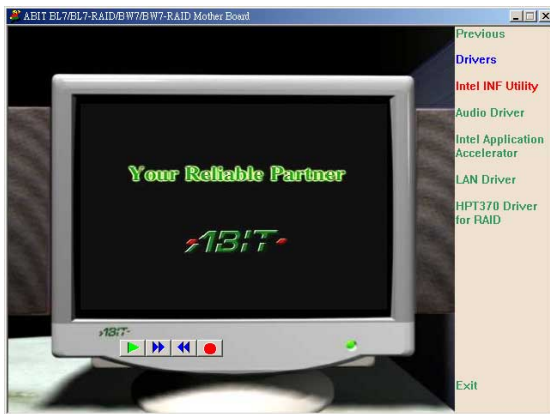 ABIT BL7/BL7-RAID/BW7/BW7-RAID Mother Board
Previous
Drivers
Intel INF Utility
Audio Driver
Intel Application
Accelerator
LAN Driver
HPT370 Driver
for RAID
Exit
Your Reliable Partner
ABIT
ABIT